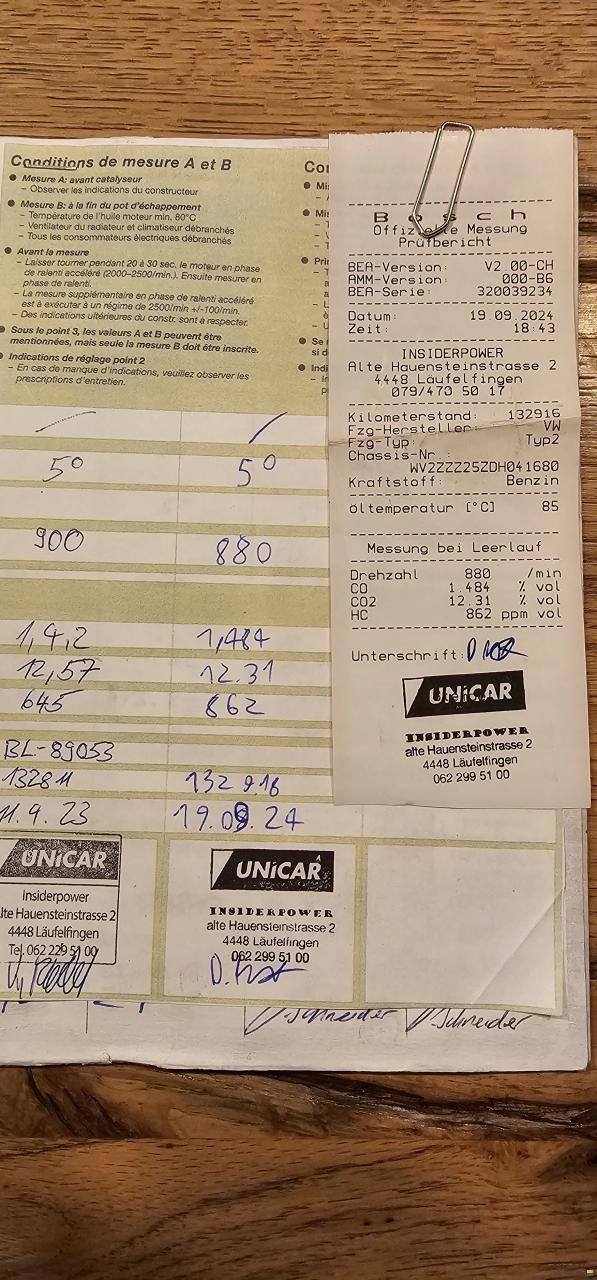 Conditions de mesure A et B
● Mesure A: avant catalyseur
– Observer les indications du constructeur
● Mesure B: à la fin du pot d'échappement
– Température de l'huile moteur min. 80°C
– Ventilateur du radiateur et climatiseur débranchés
– Tous les consommateurs électriques débranchés
● Avant la mesure
– Laisser tourner pendant 20 à 30 sec. le moteur en phase
de ralenti accéléré (2000–2500/min.). Ensuite mesurer en
phase de ralenti.
– La mesure supplémentaire en phase de ralenti accéléré
est à exécuter à un régime de 2500/min +/-100/min.
– Des indications ultérieures du constr. sont à respecter.
● Sous le point 3, les valeurs A et B peuvent être
mentionnées, mais seule la mesure B doit être inscrite.
Indications de réglage point 2
– En cas de manque d'indications, veuillez observer les
prescriptions d'entretien.
5° 5°
900 880
1,4,2 1,484
12,57 12.31
645 862
BL-89053
132811 132 9.16
11.9.23 19.09.24
UNiCAR
Insiderpower
lte Hauensteinstrasse 2
4448 Läufelfingen
Tel. 062 229 51 00
UNiCAR
INSIDERPOWER
alte Hauensteinstrasse 2
4448 Läufelfingen
062 299 51 00
J. Schneider J. Schneider
Bosch
Offizielle Messung
Prüfbericht
BEA-Version: V2.00-CH
AMM-Version: 000-B6
BEA-Serie: 320039234
Datum: 19.09.2024
Zeit: 18:43
INSIDERPOWER
Alte Hauensteinstrasse 2
4448 Läufelfingen
079/470 50 17
Kilometerstand: 132916
Fzg-Hersteller: VW
Fzg-Typ: Typ2
Chassis-Nr.:
WV2ZZZ25ZDH041680
Kraftstoff: Benzin
Öltemperatur [°C] 85
Messung bei Leerlauf
Drehzahl 880 /min
CO 1.484 % vol
CO2 12.31 % vol
HC 862 ppm vol
Unterschrift:
UNiCAR
INSIDERPOWER
alte Hauensteinstrasse 2
4448 Läufelfingen
062 299 51 00